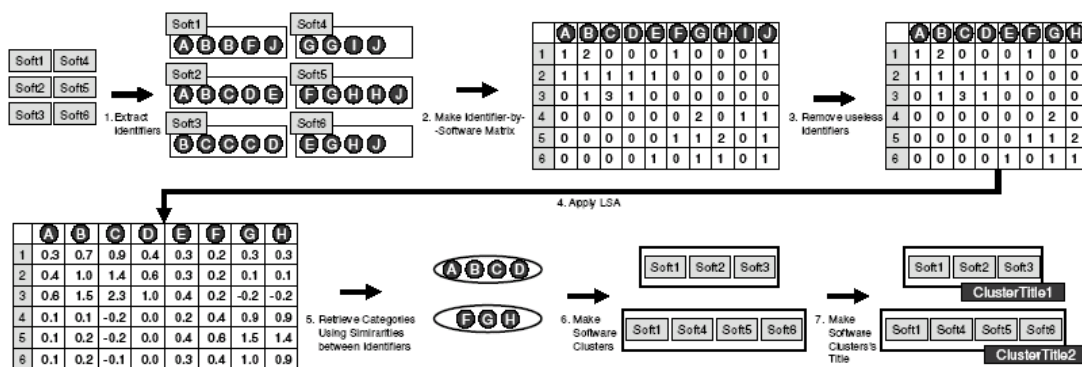 Soft1 Soft4
Soft2 Soft5
Soft3 Soft6
1. Extract
Identifiers
Soft1
A B B F J
Soft4
G G I J
Soft2
A B C D E
Soft5
F G H H J
Soft3
B C C C D
Soft6
E G H J
2. Make Identifier-by-
-Software Matrix
A B C D E F G H I J
1 1 2 0 0 0 1 0 0 0 1
2 1 1 1 1 1 0 0 0 0 0
3 0 1 3 1 0 0 0 0 0 0
4 0 0 0 0 0 0 2 0 1 1
5 0 0 0 0 0 1 1 2 0 1
6 0 0 0 0 1 0 1 1 0 1
3. Remove useless
Identifiers
A B C D E F G H
1 1 2 0 0 0 1 0 0
2 1 1 1 1 1 0 0 0
3 0 1 3 1 0 0 0 0
4 0 0 0 0 0 0 2 0
5 0 0 0 0 0 1 1 2
6 0 0 0 0 1 0 1 1
4. Apply LSA
A B C D E F G H
1 0.3 0.7 0.9 0.4 0.3 0.2 0.3 0.3
2 0.4 1.0 1.4 0.6 0.3 0.2 0.1 0.1
3 0.6 1.5 2.3 1.0 0.4 0.2 -0.2 -0.2
4 0.1 0.1 -0.2 0.0 0.2 0.4 0.9 0.9
5 0.1 0.2 -0.2 0.0 0.4 0.6 1.5 1.4
6 0.1 0.2 -0.1 0.0 0.3 0.4 1.0 0.9
5. Retrieve Categories
Using Similarities
between Identifiers
A B C D
F G H
6. Make
Software
Clusters
Soft1 Soft2 Soft3
Soft1 Soft4 Soft5 Soft6
7. Make
Software
Clusters's
Title
Soft1 Soft2 Soft3
ClusterTitle1
Soft1 Soft4 Soft5 Soft6
ClusterTitle2